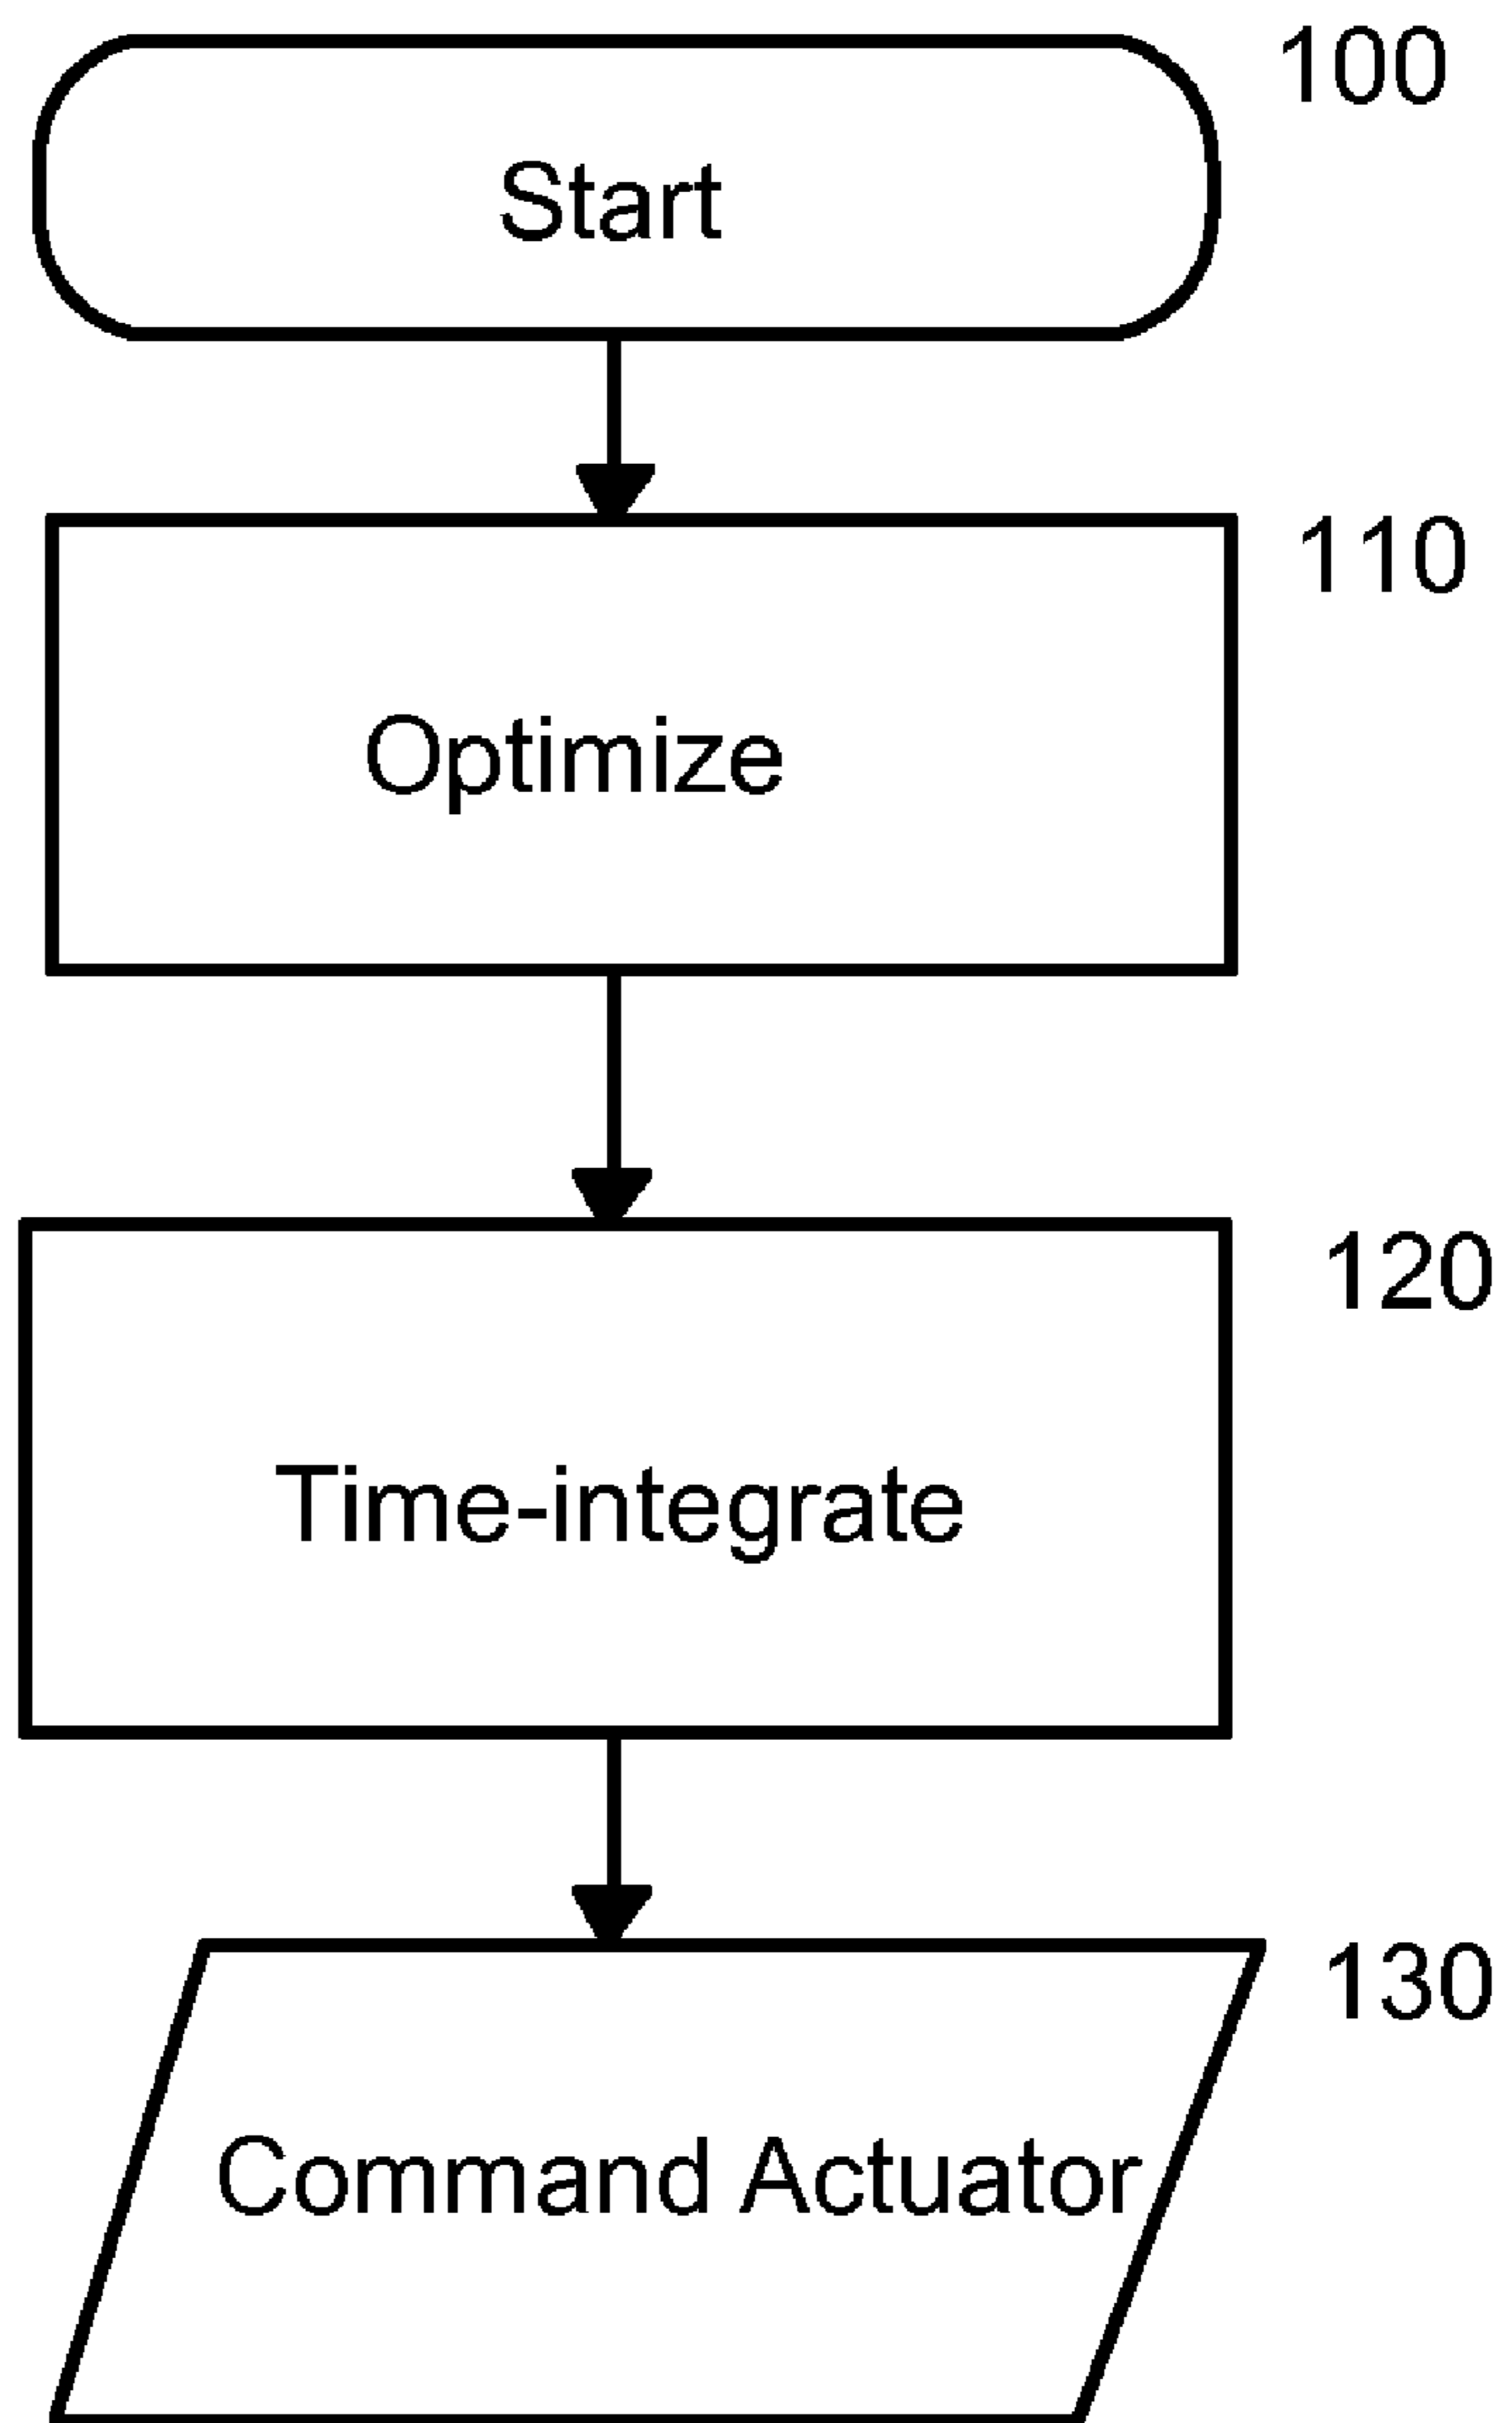 100
Start
110
Optimize
120
Time-integrate
130
Command Actuator